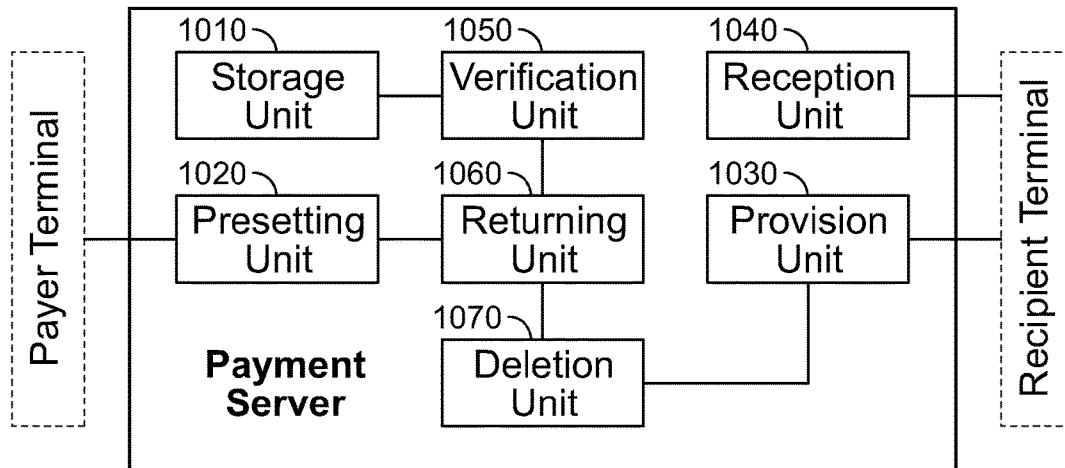 1010
1050
1040
Storage
Unit
Verification
Unit
Reception
Unit
1020
1060
1030
Presetting
Unit
Returning
Unit
Provision
Unit
1070
Deletion
Unit
Payment
Server
Payer Terminal
Recipient Terminal